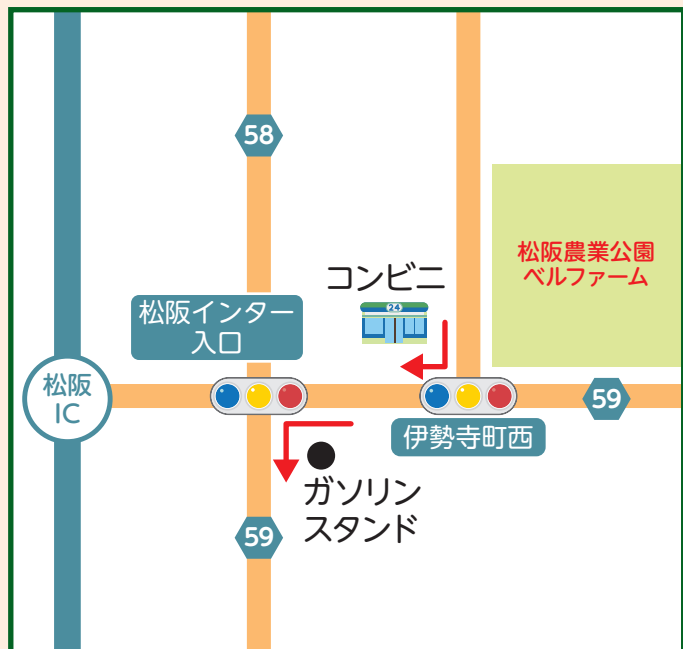 58
松阪農業公園
ベルファーム
コンビニ
24
松阪インター
入口
松阪
IC
59
伊勢寺町西
ガソリン
スタンド
59